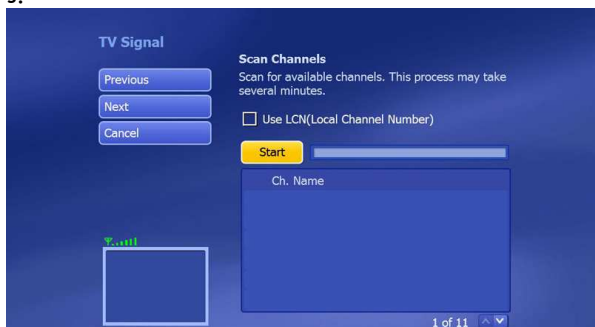 TV Signal
Scan Channels
Previous
Scan for available channels. This process may take
several minutes.
Next
Use LCN(Local Channel Number)
Cancel
Start
Ch. Name
1 of 11